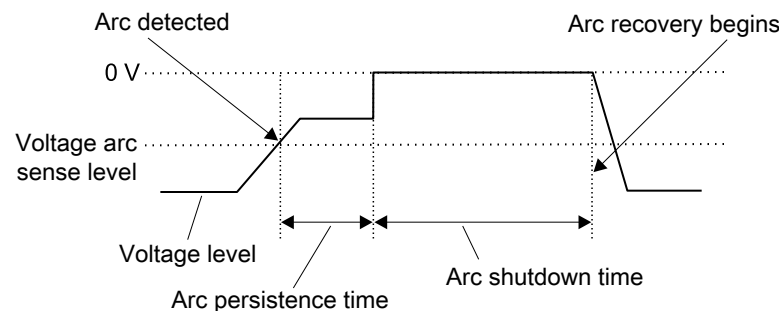 Arc detected
Arc recovery begins
0 V
Voltage arc
sense level
Voltage level
Arc shutdown time
Arc persistence time